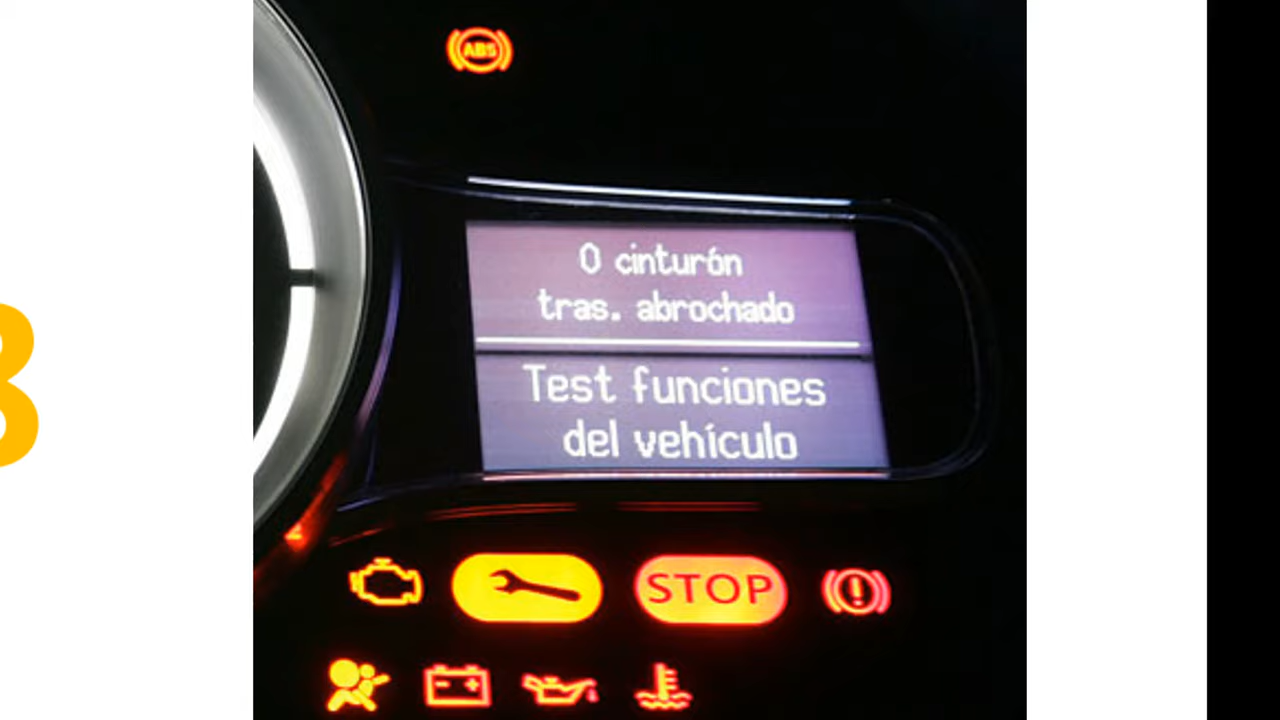 ABS
0 cinturón
tras. abrochado
Test funciones
del vehículo
STOP